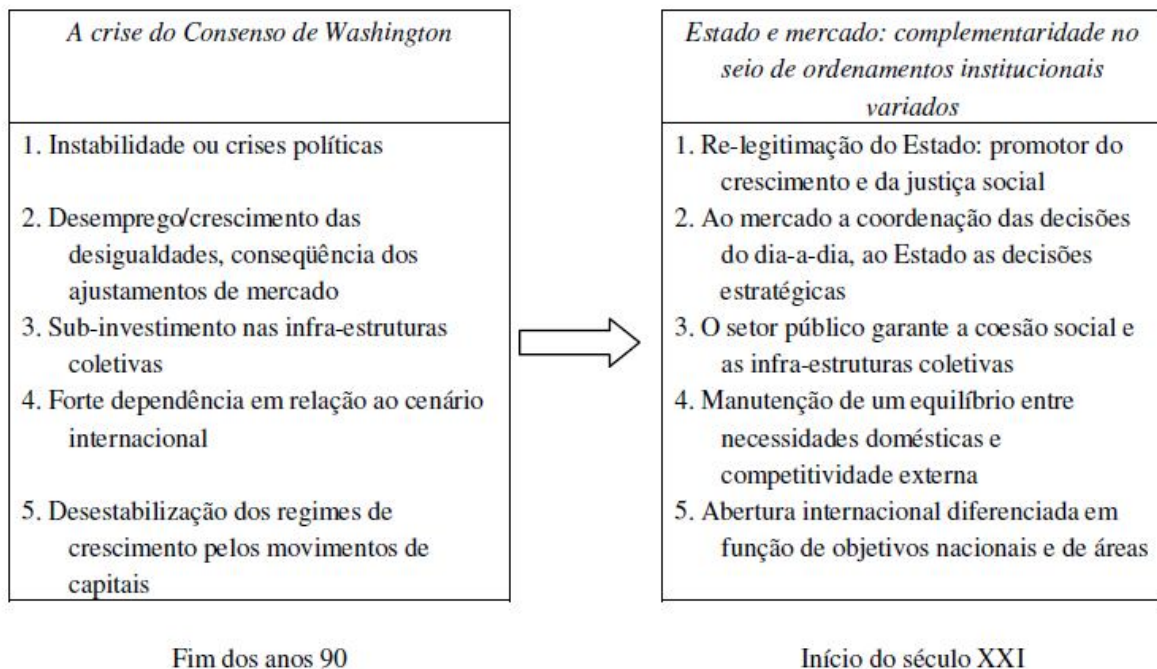 A crise do Consenso de Washington
1. Instabilidade ou crises políticas
2. Desemprego/crescimento das
desigualdades, conseqüência dos
ajustamentos de mercado
3. Sub-investimento nas infra-estruturas
coletivas
4. Forte dependência em relação ao cenário
internacional
5. Desestabilização dos regimes de
crescimento pelos movimentos de
capitais
Fim dos anos 90
Estado e mercado: complementaridade no
seio de ordenamentos institucionais
variados
1. Re-legitimação do Estado: promotor do
crescimento e da justiça social
2. Ao mercado a coordenação das decisões
do dia-a-dia, ao Estado as decisões
estratégicas
3. O setor público garante a coesão social e
as infra-estruturas coletivas
4. Manutenção de um equilíbrio entre
necessidades domésticas e
competitividade externa
5. Abertura internacional diferenciada em
função de objetivos nacionais e de áreas
Início do século XXI